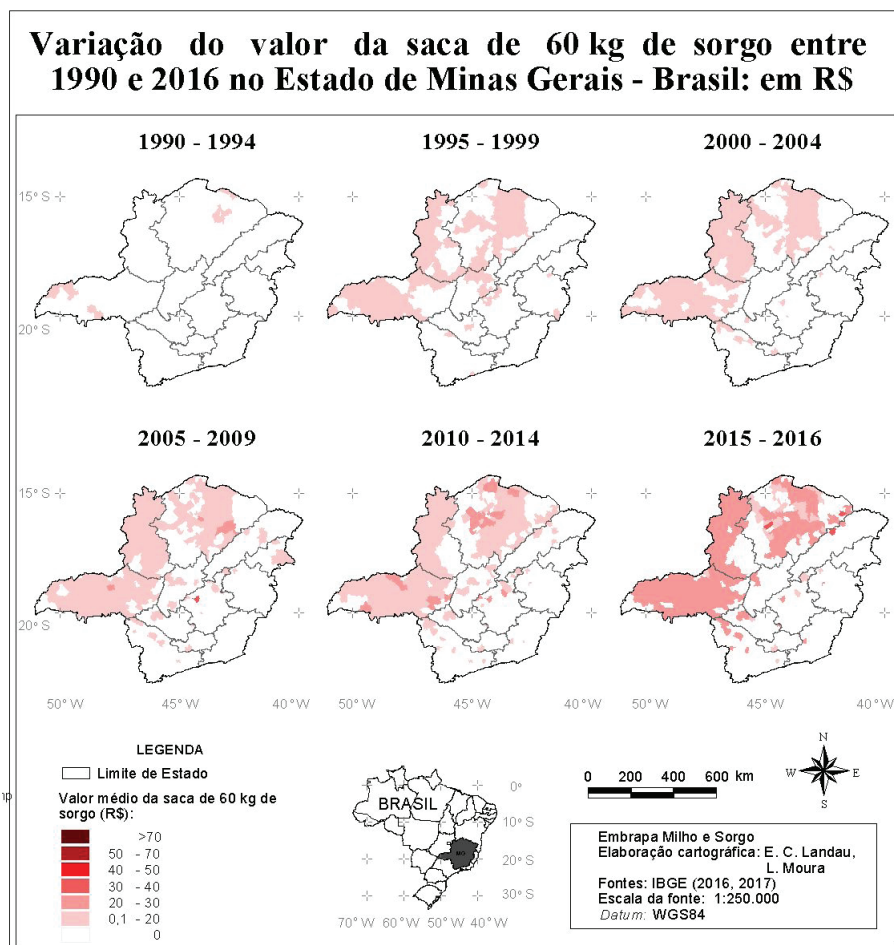 Variação do valor da saca de 60 kg de sorgo entre
1990 e 2016 no Estado de Minas Gerais - Brasil: em R$
1990 - 1994
1995 - 1999
2000 - 2004
15° S
15° S
20° S
20° S
2005 - 2009
2010 - 2014
2015 - 2016
15° S
15° S
20° S
20° S
50° W
45° W
40° W
50° W
45° W
40° W
50° W
45° W
40° W
LEGENDA
Limite de Estado
Valor médio da saca de 60 kg de
sorgo (R$):
>70
50 - 70
40 - 50
30 - 40
20 - 30
0,1 - 20
0
BRASIL
MG
0°
10° S
20° S
30° S
70° W 60° W 50° W 40° W
0 200 400 600 km
N
W E
S
Embrapa Milho e Sorgo
Elaboração cartográfica: E. C. Landau,
L. Moura
Fontes: IBGE (2016, 2017)
Escala da fonte: 1:250.000
Datum: WGS84